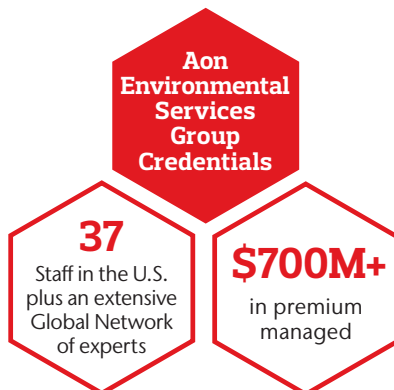 Aon
Environmental
Services
Group
Credentials
37
Staff in the U.S.
plus an extensive
Global Network
of experts
$700M+
in premium
managed